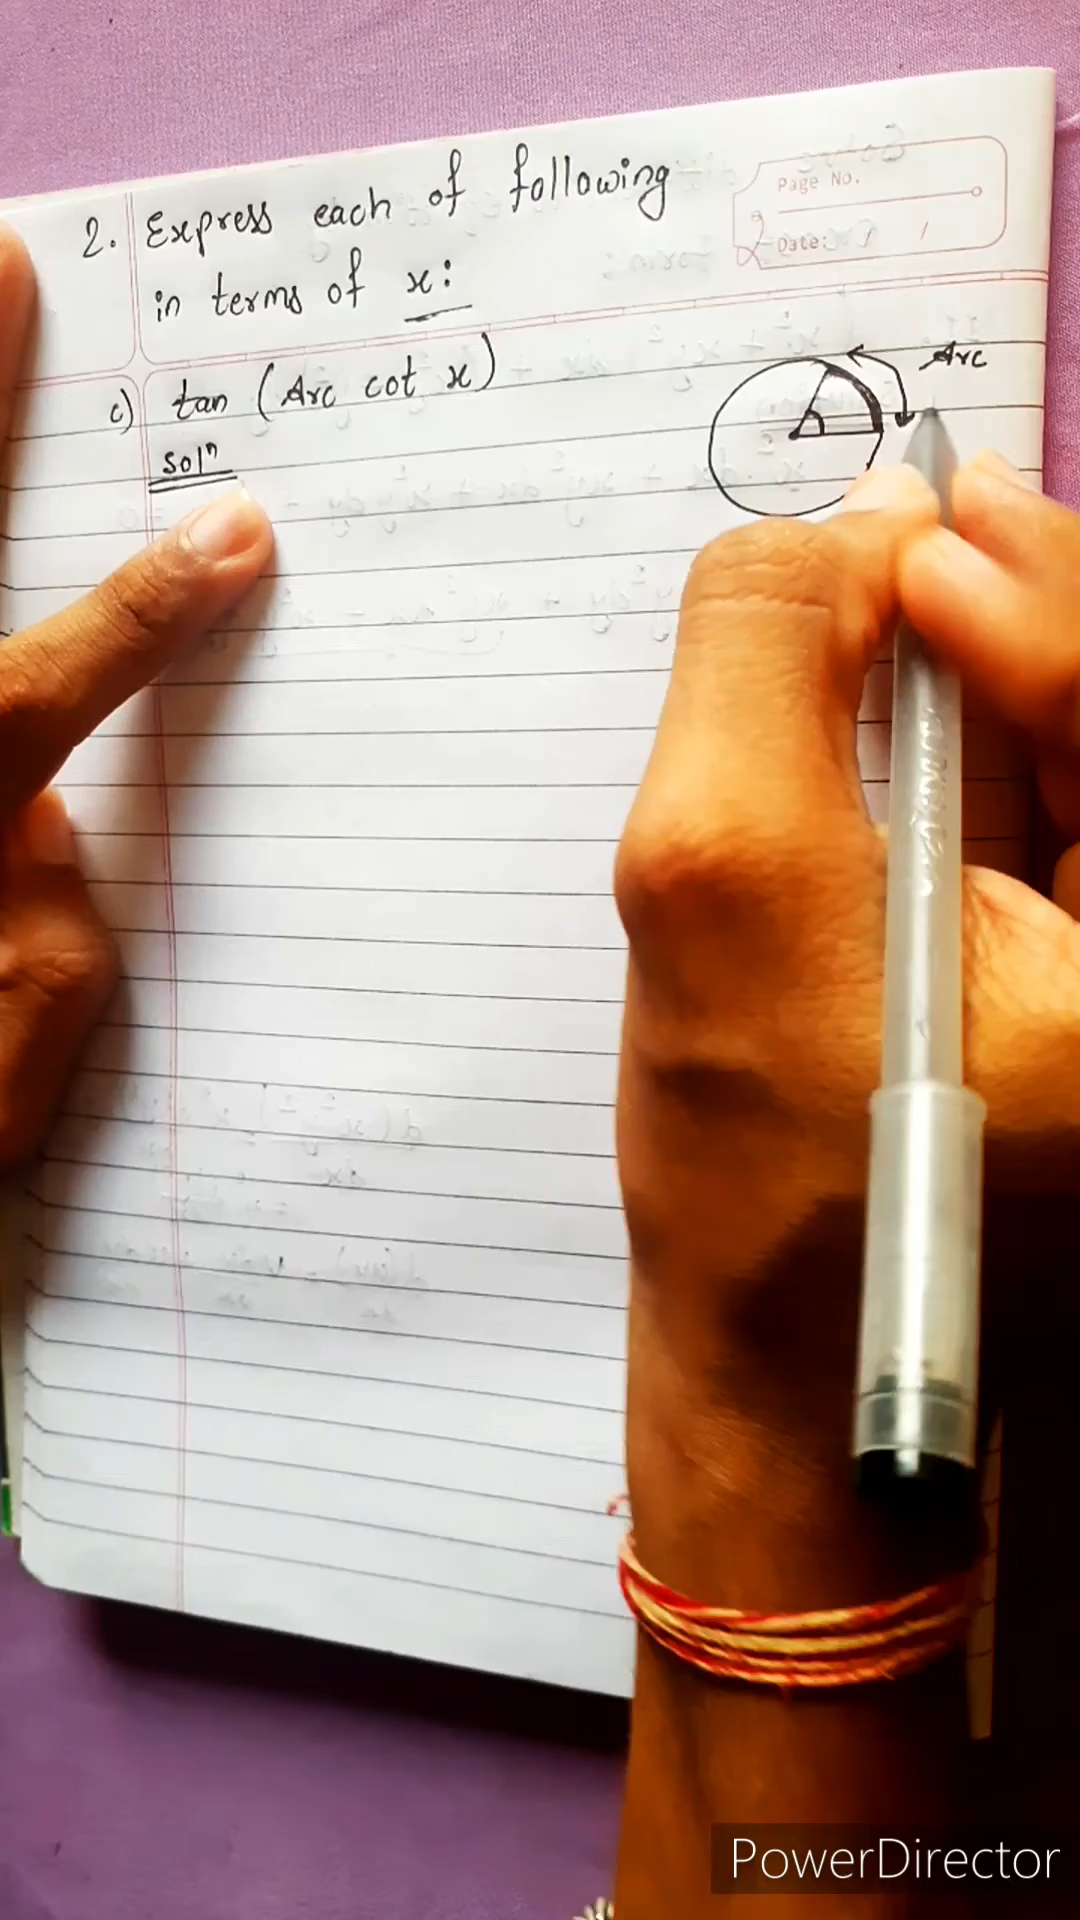 2. Express each of following
in terms of x:
Page No.
Date: / /
c) tan (Arc cot x)
Arc
Solⁿ
PowerDirector